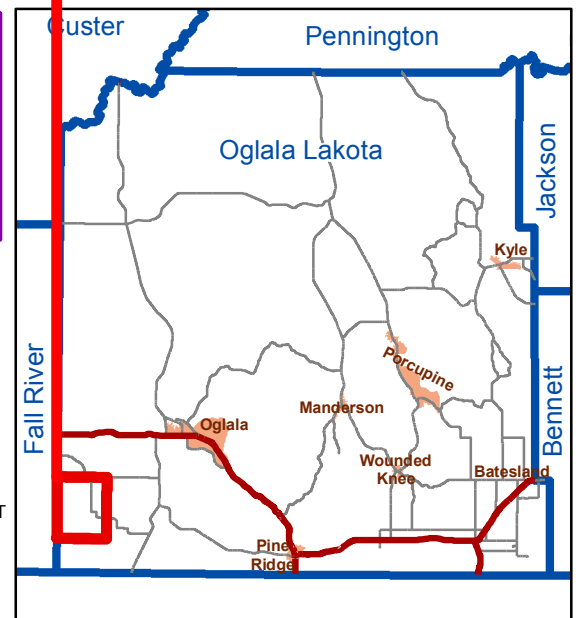 Custer
Pennington
Oglala Lakota
Jackson
Kyle
Fall River
Porcupine
Manderson
Bennett
Oglala
Wounded
Knee
Batesland
T
Pine
Ridge